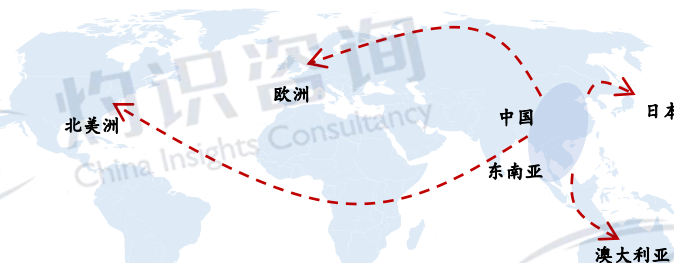 灼识咨询
China Insights Consultancy
欧洲
北美洲
中国
日本
东南亚
澳大利亚